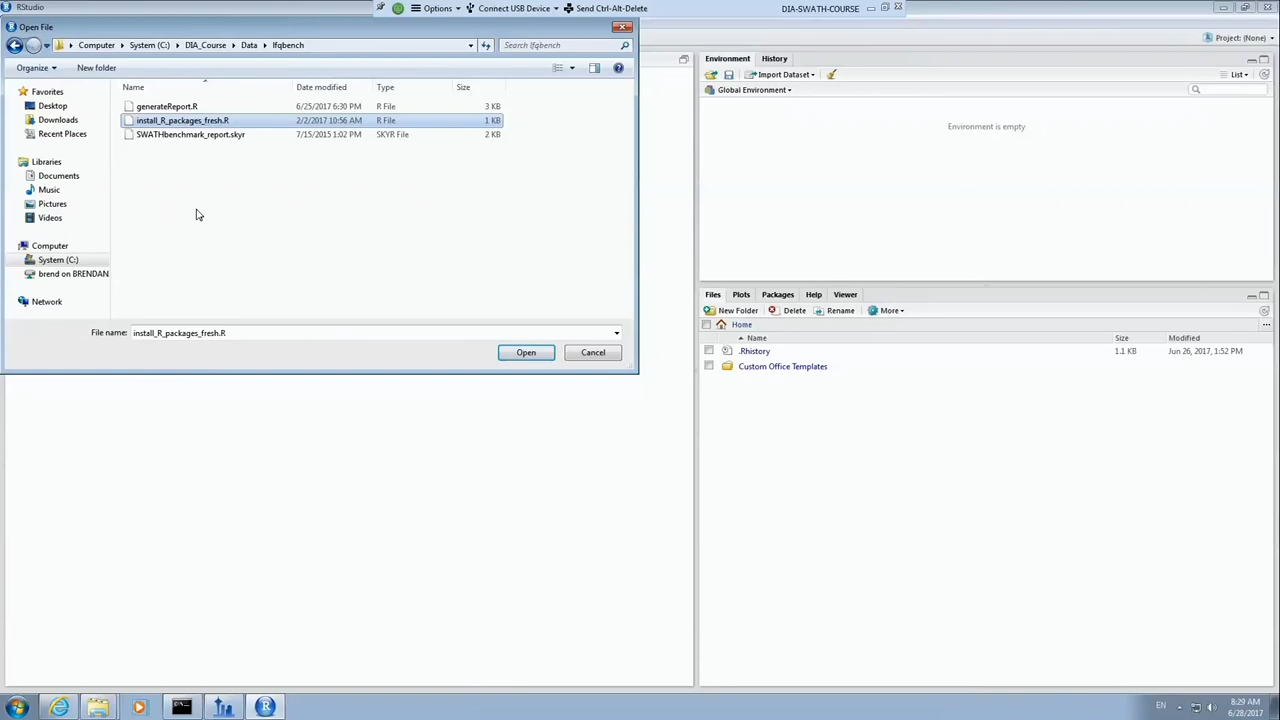 RStudio
Options
Connect USB Device
Send Ctrl-Alt-Delete
DIA-SWATH-COURSE
Open File
Computer
System (C:)
DIA_Course
Data
lfqbench
Search lfqbench
Project: (None)
Organize
New folder
Environment
History
Import Dataset
List
Global Environment
Environment is empty
Name
Date modified
Type
Size
generateReport.R
6/25/2017 6:30 PM
R File
3 KB
install_R_packages_fresh.R
2/2/2017 10:56 AM
R File
1 KB
SWATHbenchmark_report.skyr
7/15/2015 1:02 PM
SKYR File
2 KB
Favorites
Desktop
Downloads
Recent Places
Libraries
Documents
Music
Pictures
Videos
Computer
System (C:)
brend on BRENDAN
Network
File name:
install_R_packages_fresh.R
Open
Cancel
Files
Plots
Packages
Help
Viewer
New Folder
Delete
Rename
More
Home
Name
Size
Modified
.Rhistory
1.1 KB
Jun 26, 2017, 1:52 PM
Custom Office Templates
EN
8:29 AM
6/28/2017